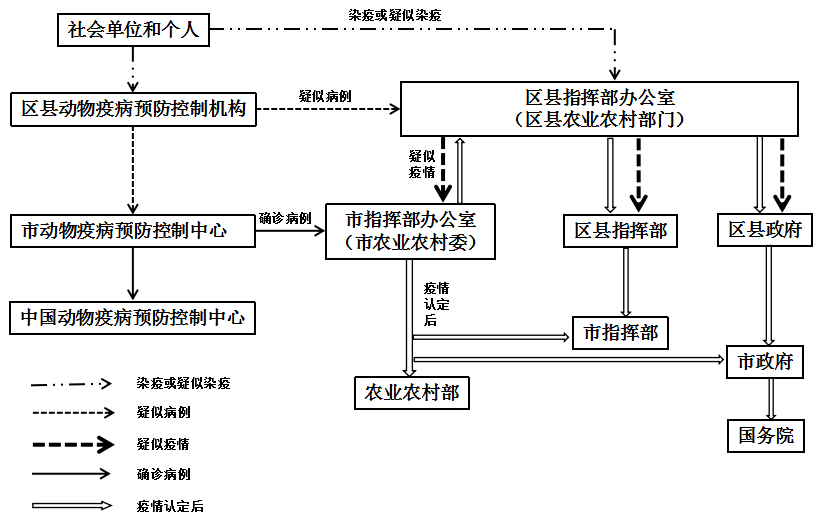 社会单位和个人
染疫或疑似染疫
区县动物疫病预防控制机构
疑似病例
区县指挥部办公室
（区县农业农村部门）
疑似
疫情
市动物疫病预防控制中心
确诊病例
市指挥部办公室
（市农业农村委）
区县指挥部
区县政府
中国动物疫病预防控制中心
疫情
认定
后
市指挥部
市政府
农业农村部
国务院
染疫或疑似染疫
疑似病例
疑似疫情
确诊病例
疫情认定后